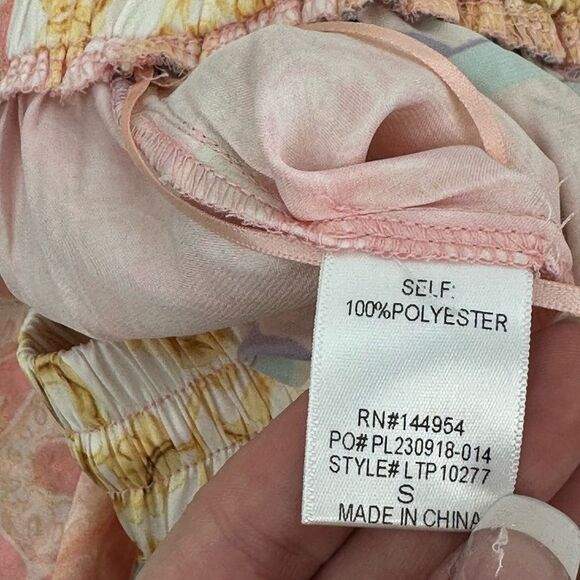 SELF:
100%POLYESTER
RN#144954
PO# PL230918-014
STYLE# LTP10277
S
MADE IN CHINA